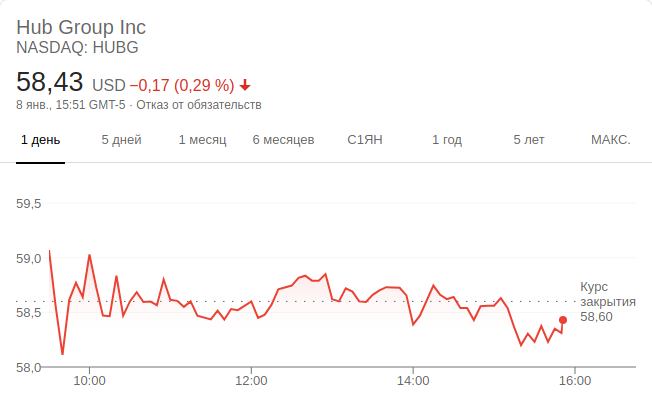 Hub Group Inc
NASDAQ: HUBG
58,43 USD −0,17 (0,29 %)
8 янв., 15:51 GMT-5 · Отказ от обязательств
1 день 5 дней 1 месяц 6 месяцев С1ЯН 1 год 5 лет МАКС.
59,5
59,0
Курс
закрытия
58,60
58,5
58,0
10:00 12:00 14:00 16:00